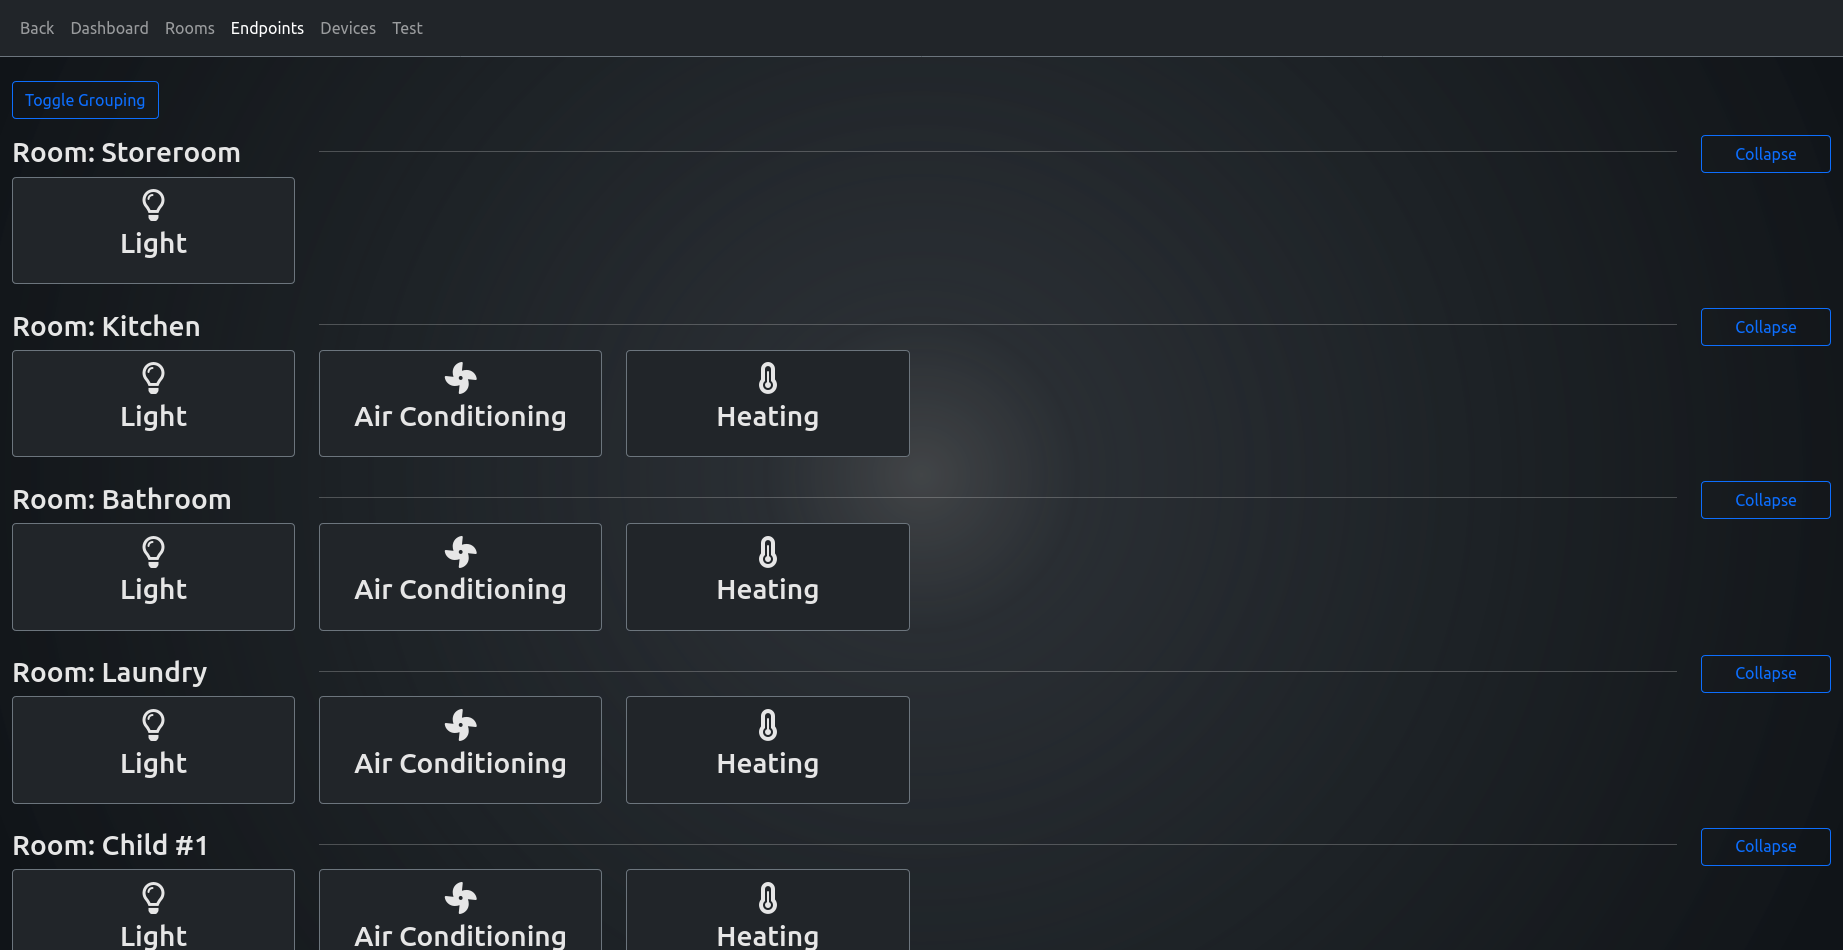 Back Dashboard Rooms Endpoints Devices Test
Toggle Grouping
Room: Storeroom Collapse
Light
Room: Kitchen Collapse
Light Air Conditioning Heating
Room: Bathroom Collapse
Light Air Conditioning Heating
Room: Laundry Collapse
Light Air Conditioning Heating
Room: Child #1 Collapse
Light Air Conditioning Heating